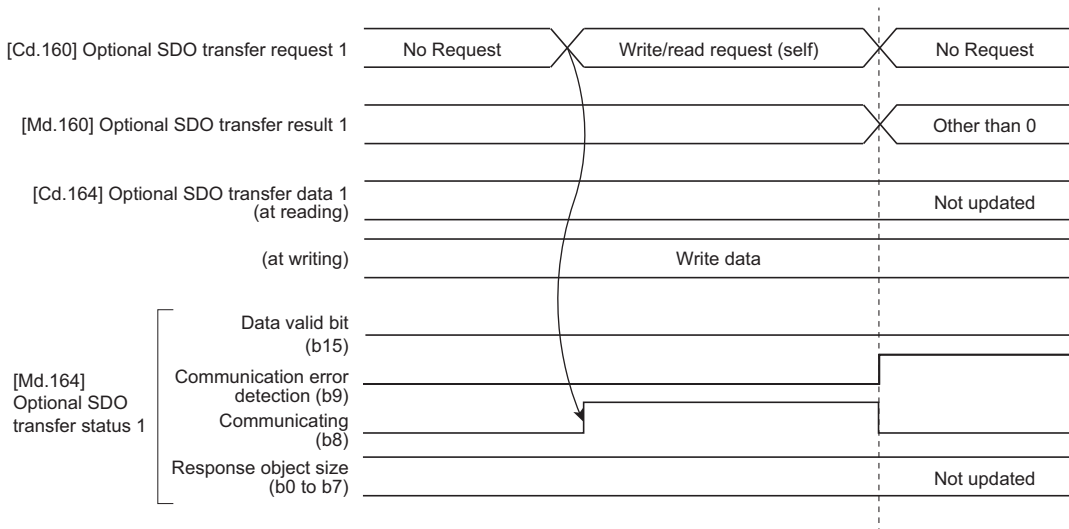 [Cd.160] Optional SDO transfer request 1
No Request
Write/read request (self)
No Request
[Md.160] Optional SDO transfer result 1
Other than 0
[Cd.164] Optional SDO transfer data 1
(at reading)
Not updated
(at writing)
Write data
[Md.164]
Optional SDO
transfer status 1
Data valid bit
(b15)
Communication error
detection (b9)
Communicating
(b8)
Response object size
(b0 to b7)
Not updated